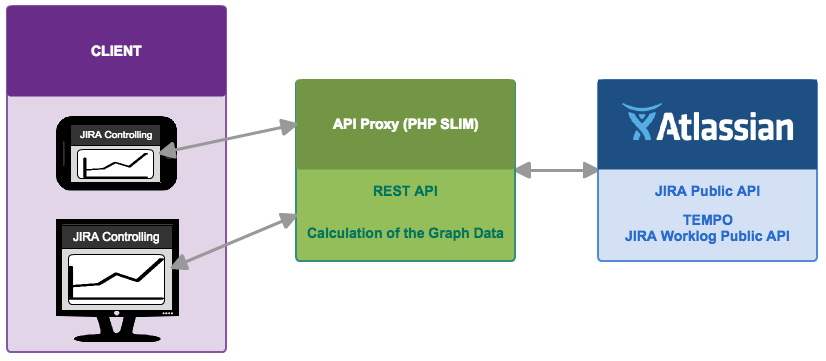 CLIENT
JIRA Controlling
JIRA Controlling
API Proxy (PHP SLIM)
REST API
Calculation of the Graph Data
Atlassian
JIRA Public API
TEMPO
JIRA Worklog Public API